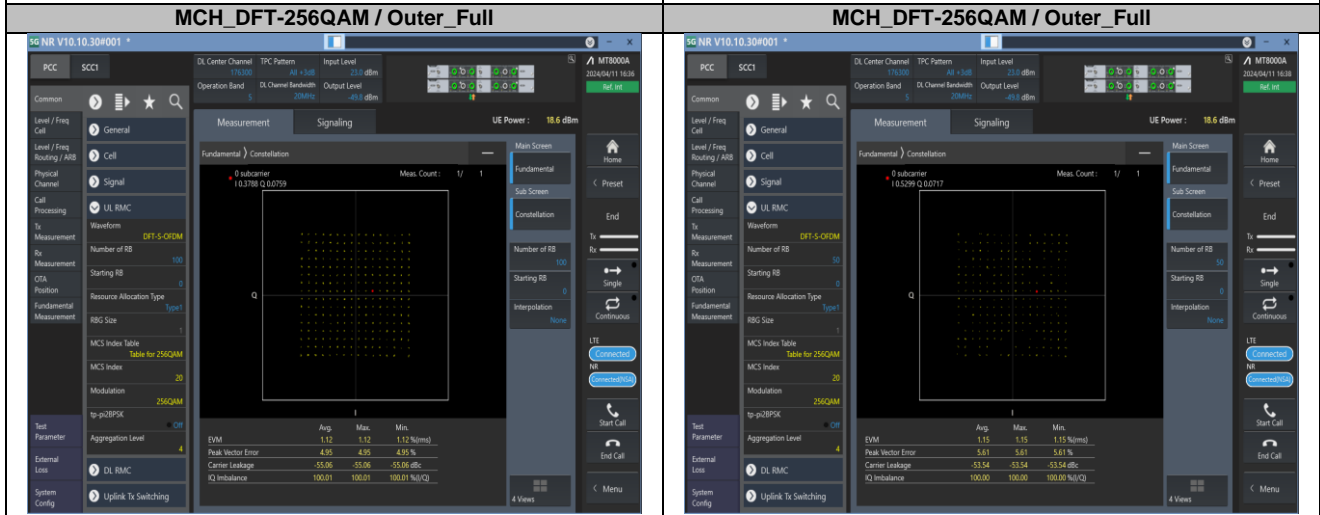 MCH_DFT-256QAM / Outer_Full
5G NR V10.10.30#001 *
PCC SCC1
DL Center Channel TPC Pattern Input Level
176300 All +3dB 23.0 dBm
Operation Band DL Channel Bandwidth Output Level
5 20MHz -49.8 dBm
MT8000A
2024/04/11 16:36
Ref. Int
Common
Level / Freq
Cell
Level / Freq
Routing / ARB
Physical
Channel
Call
Processing
Tx
Measurement
Rx
Measurement
OTA
Position
Fundamental
Measurement
Test
Parameter
External
Loss
System
Config
General
Cell
Signal
UL RMC
Waveform
DFT-S-OFDM
Number of RB
100
Starting RB
0
Resource Allocation Type
Type1
RBG Size
1
MCS Index Table
Table for 256QAM
MCS Index
20
Modulation
256QAM
tp-pi2BPSK
Off
Aggregation Level
4
DL RMC
Uplink Tx Switching
Measurement Signaling
UE Power : 18.6 dBm
Fundamental Constellation
0 subcarrier Meas. Count : 1/ 1
I 0.3788 Q 0.0759
Q
I
Avg. Max. Min.
EVM 1.12 1.12 1.12 %(rms)
Peak Vector Error 4.95 4.95 4.95 %
Carrier Leakage -55.06 -55.06 -55.06 dBc
IQ Imbalance 100.01 100.01 100.01 %(I/Q)
Main Screen
Fundamental
Sub Screen
Constellation
Number of RB
100
Starting RB
0
Interpolation
None
4 Views
Home
Preset
End
Tx
Rx
Single
Continuous
LTE
Connected
NR
Connected(NSA)
Start Call
End Call
Menu
MCH_DFT-256QAM / Outer_Full
5G NR V10.10.30#001 *
PCC SCC1
DL Center Channel TPC Pattern Input Level
176300 All +3dB 23.0 dBm
Operation Band DL Channel Bandwidth Output Level
5 20MHz -49.8 dBm
MT8000A
2024/04/11 16:38
Ref. Int
Common
Level / Freq
Cell
Level / Freq
Routing / ARB
Physical
Channel
Call
Processing
Tx
Measurement
Rx
Measurement
OTA
Position
Fundamental
Measurement
Test
Parameter
External
Loss
System
Config
General
Cell
Signal
UL RMC
Waveform
DFT-S-OFDM
Number of RB
50
Starting RB
0
Resource Allocation Type
Type1
RBG Size
1
MCS Index Table
Table for 256QAM
MCS Index
20
Modulation
256QAM
tp-pi2BPSK
Off
Aggregation Level
4
DL RMC
Uplink Tx Switching
Measurement Signaling
UE Power : 18.6 dBm
Fundamental Constellation
0 subcarrier Meas. Count : 1/ 1
I 0.5299 Q 0.0717
Q
I
Avg. Max. Min.
EVM 1.15 1.15 1.15 %(rms)
Peak Vector Error 5.61 5.61 5.61 %
Carrier Leakage -53.54 -53.54 -53.54 dBc
IQ Imbalance 100.00 100.00 100.00 %(I/Q)
Main Screen
Fundamental
Sub Screen
Constellation
Number of RB
50
Starting RB
0
Interpolation
None
4 Views
Home
Preset
End
Tx
Rx
Single
Continuous
LTE
Connected
NR
Connected(NSA)
Start Call
End Call
Menu